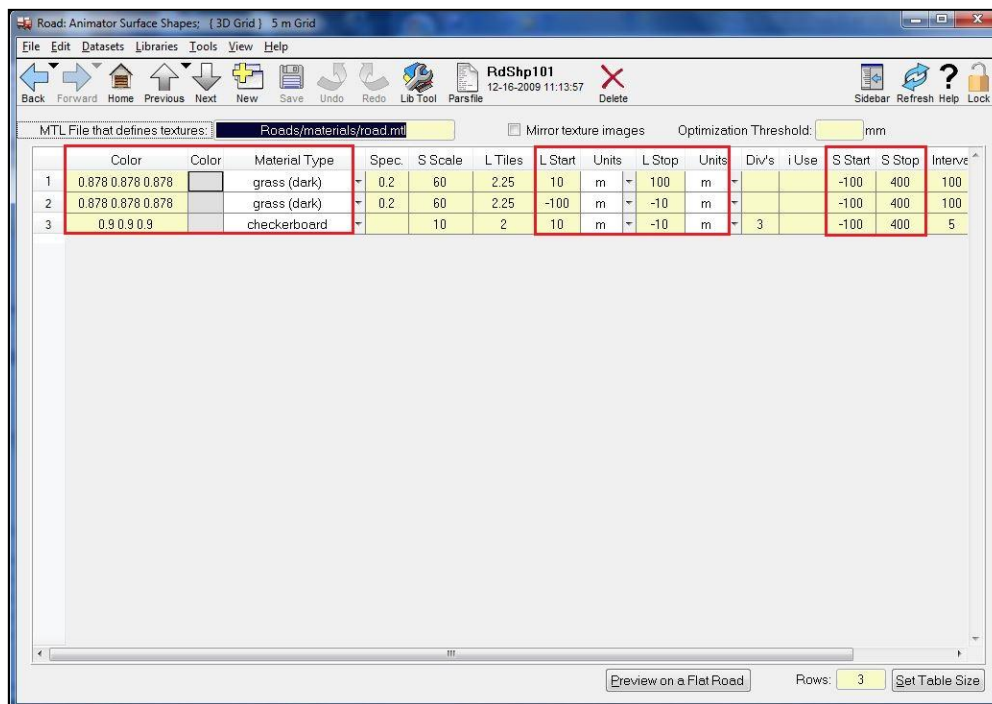 Road: Animator Surface Shapes; { 3D Grid } 5 m Grid
File Edit Datasets Libraries Tools View Help
Back Forward Home Previous Next New Save Undo Redo Lib Tool Parsfile RdShp101 12-16-2009 11:13:57 Delete Sidebar Refresh Help Lock
MTL File that defines textures: Roads/materials/road.mtl Mirror texture images Optimization Threshold: mm
Color Color Material Type Spec. S Scale L Tiles L Start Units L Stop Units Div's i Use S Start S Stop Interva
1 0.878 0.878 0.878 grass (dark) 0.2 60 2.25 10 m 100 m -100 400 100
2 0.878 0.878 0.878 grass (dark) 0.2 60 2.25 -100 m -10 m -100 400 100
3 0.9 0.9 0.9 checkerboard 10 2 10 m -10 m 3 -100 400 5
Preview on a Flat Road Rows: 3 Set Table Size